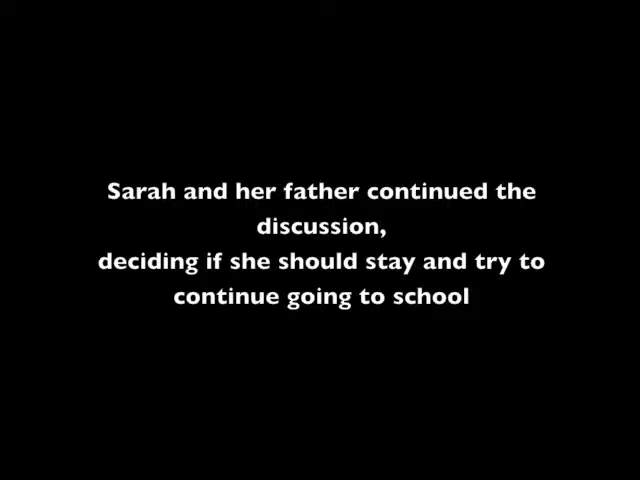 Sarah and her father continued the
discussion,
deciding if she should stay and try to
continue going to school